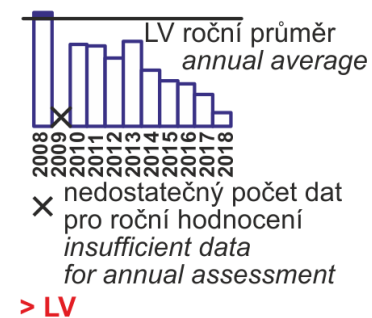 LV roční průměr
annual average
2008 2009 2010 2011 2012 2013 2014 2015 2016 2017 2018
nedostatečný počet dat
pro roční hodnocení
insufficient data
for annual assessment
> LV